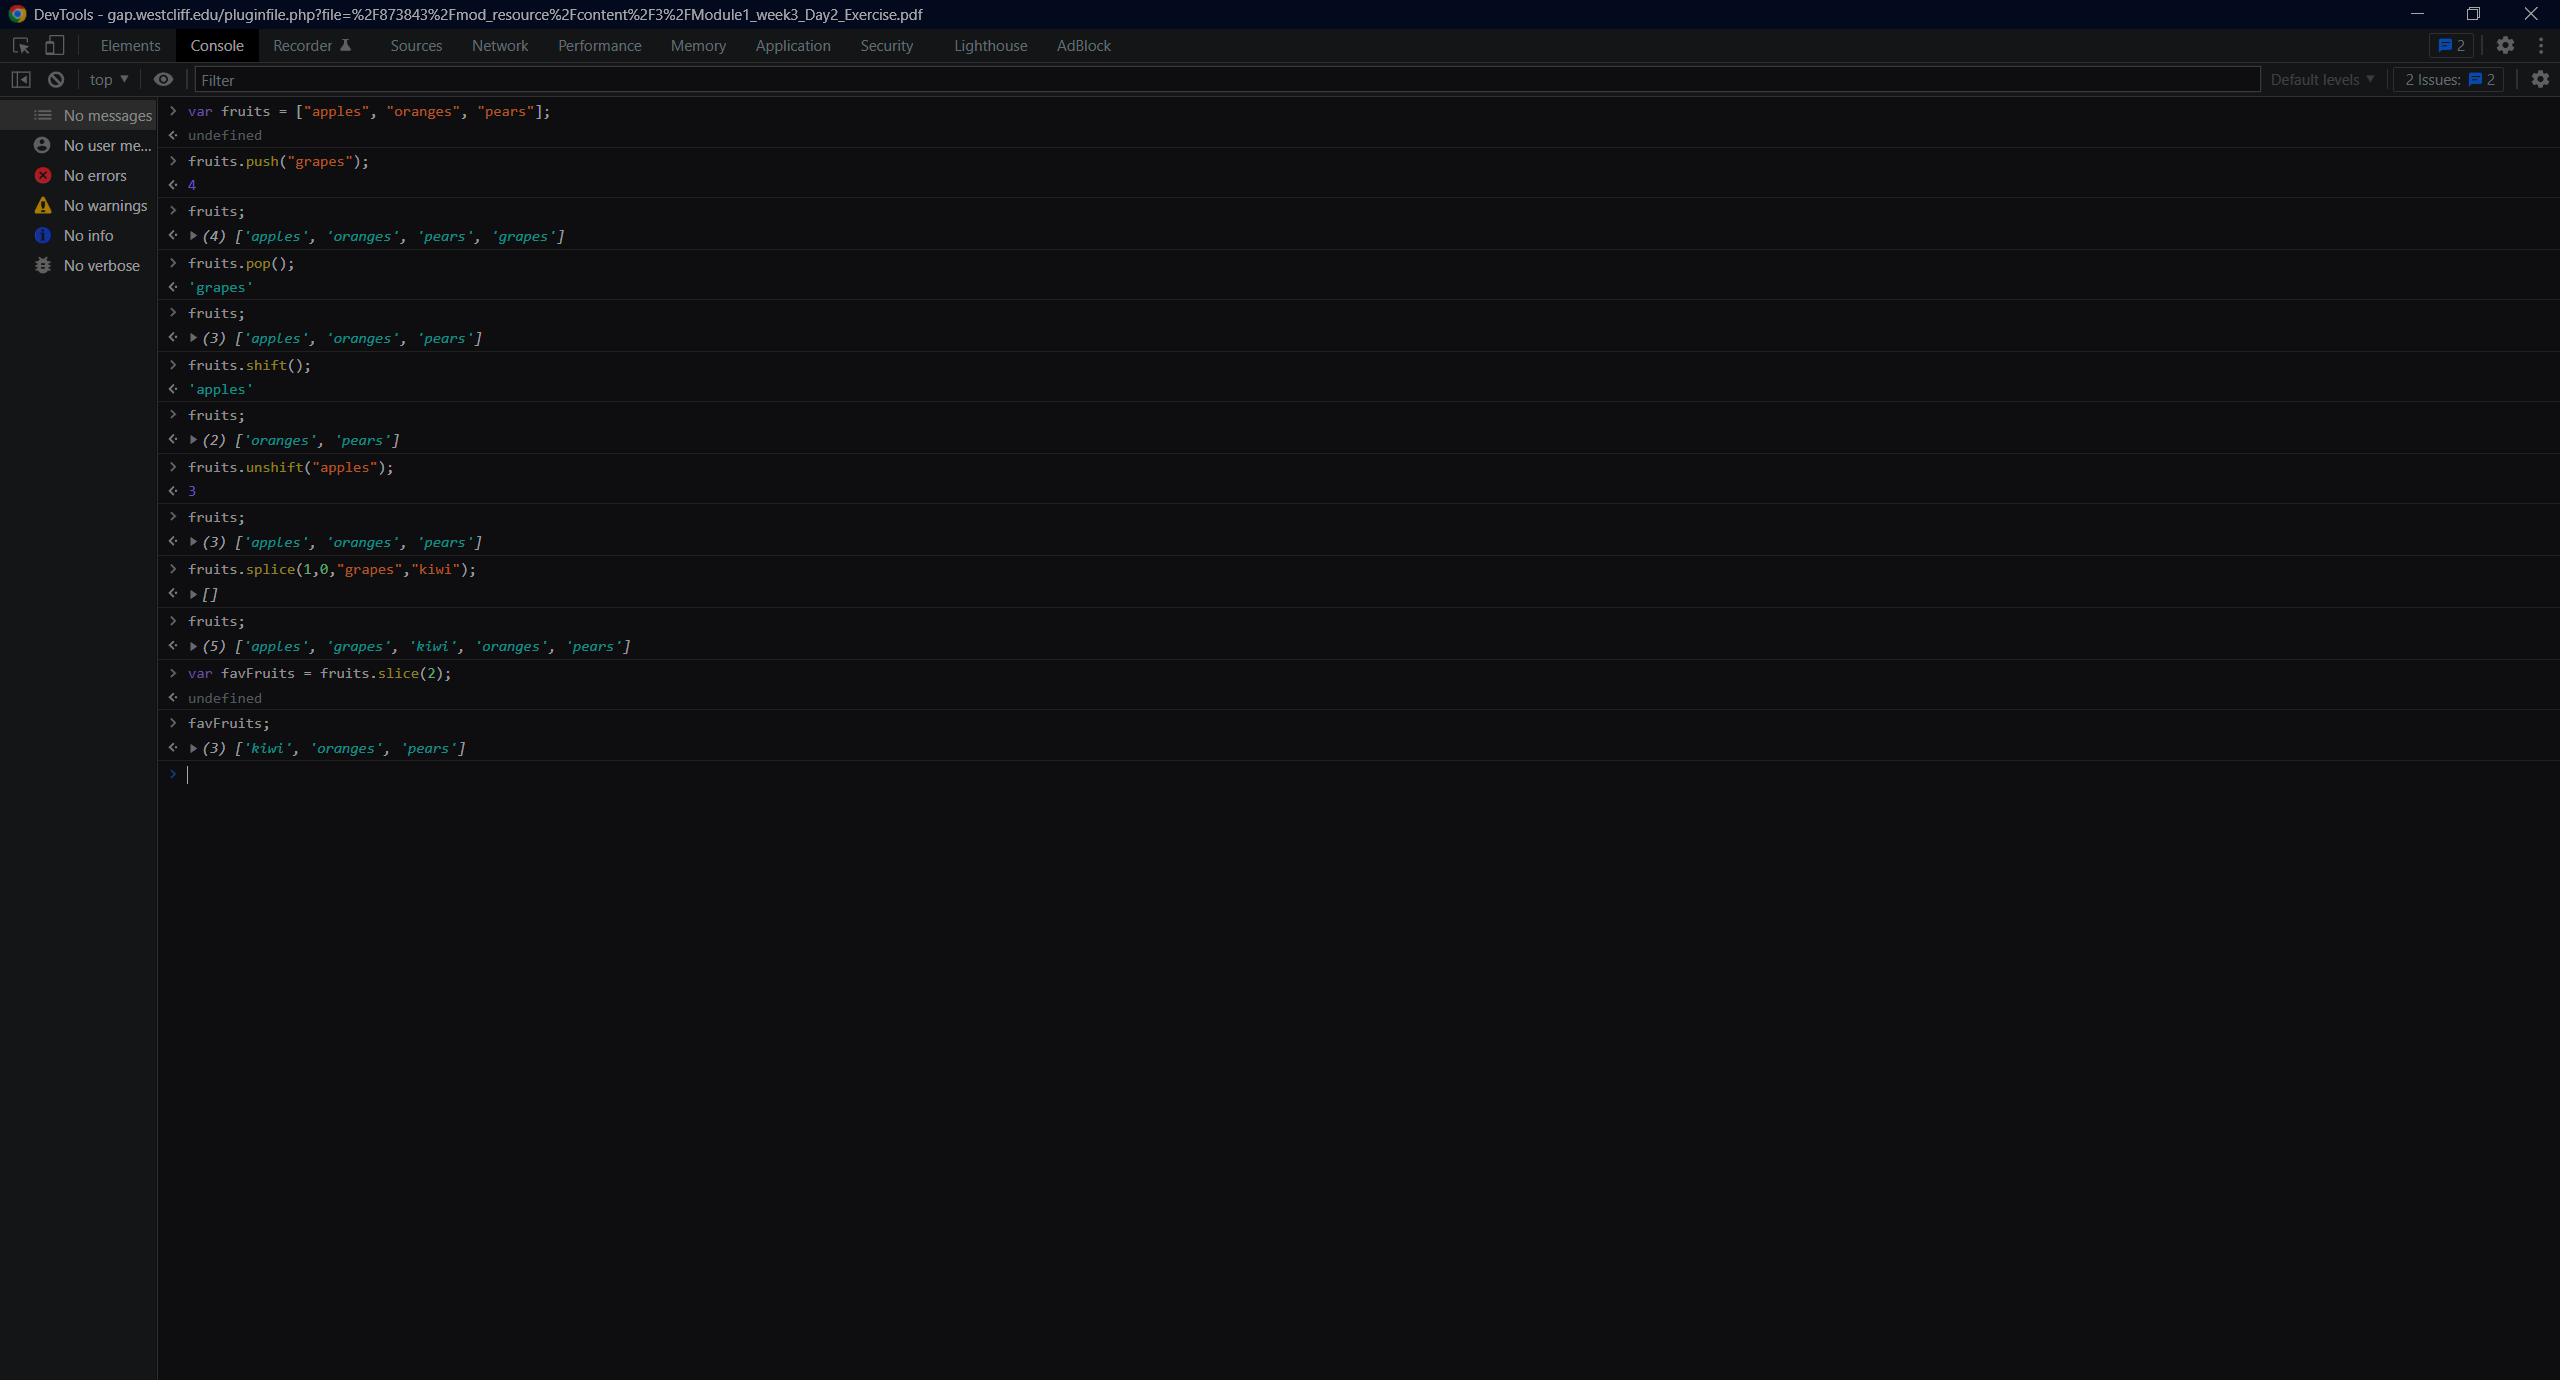 DevTools - gap.westcliff.edu/pluginfile.php?file=%2F873843%2Fmod_resource%2Fcontent%2F3%2FModule1_week3_Day2_Exercise.pdf
Elements Console Recorder Sources Network Performance Memory Application Security Lighthouse AdBlock 2
top Filter Default levels 2 Issues: 2
No messages
No user me...
No errors
No warnings
No info
No verbose
var fruits = ["apples", "oranges", "pears"];
undefined
fruits.push("grapes");
4
fruits;
(4) ['apples', 'oranges', 'pears', 'grapes']
fruits.pop();
'grapes'
fruits;
(3) ['apples', 'oranges', 'pears']
fruits.shift();
'apples'
fruits;
(2) ['oranges', 'pears']
fruits.unshift("apples");
3
fruits;
(3) ['apples', 'oranges', 'pears']
fruits.splice(1,0,"grapes","kiwi");
[]
fruits;
(5) ['apples', 'grapes', 'kiwi', 'oranges', 'pears']
var favFruits = fruits.slice(2);
undefined
favFruits;
(3) ['kiwi', 'oranges', 'pears']